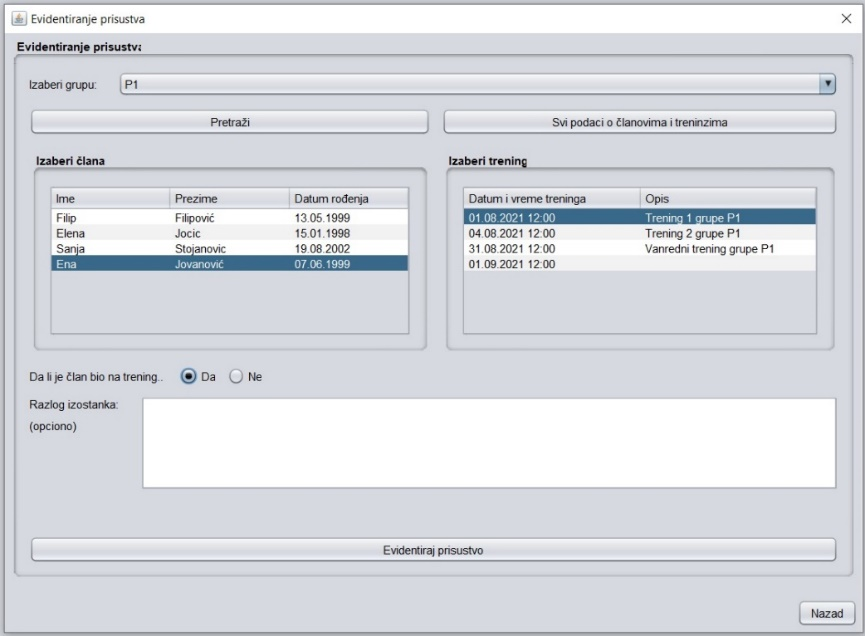 Evidentiranje prisustva
Evidentiranje prisustva
Izaberi grupu: P1
Pretraži Svi podaci o članovima i treninzima
Izaberi člana Izaberi trening
Ime Prezime Datum rođenja Datum i vreme treninga Opis
Filip Filipović 13.05.1999 01.08.2021 12:00 Trening 1 grupe P1
Elena Jocic 15.01.1998 04.08.2021 12:00 Trening 2 grupe P1
Sanja Stojanovic 19.08.2002 31.08.2021 12:00 Vanredni trening grupe P1
Ena Jovanović 07.06.1999 01.09.2021 12:00
Da li je član bio na trening.. Da Ne
Razlog izostanka:
(opciono)
Evidentiraj prisustvo
Nazad